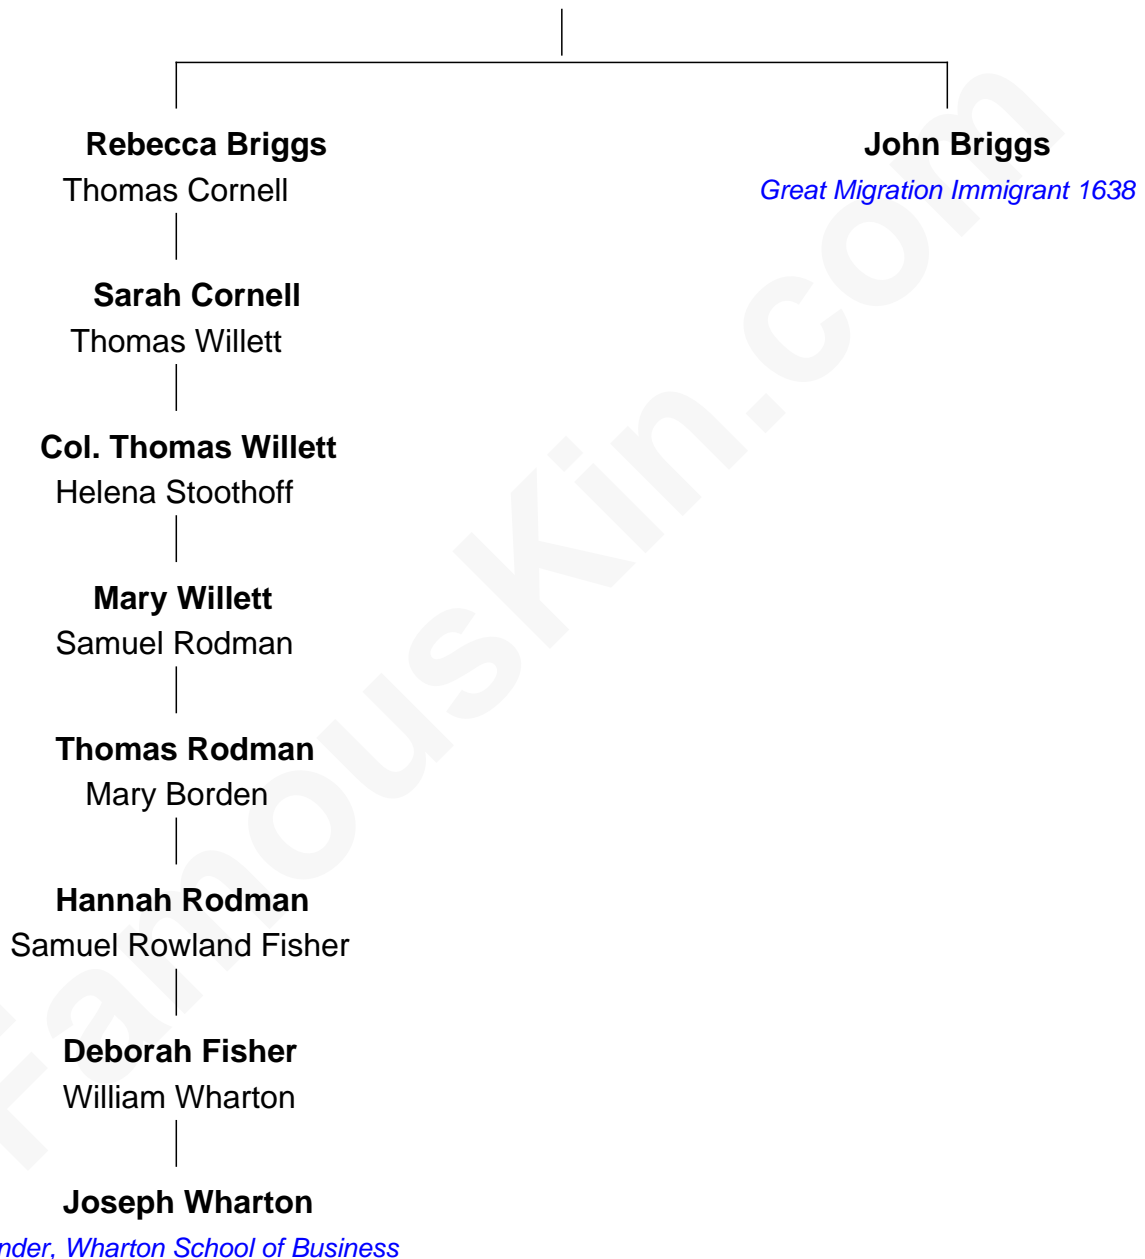 Rebecca Briggs
Thomas Cornell
John Briggs
Great Migration Immigrant 1638
Sarah Cornell
Thomas Willett
Col. Thomas Willett
Helena Stoothoff
Mary Willett
Samuel Rodman
Thomas Rodman
Mary Borden
Hannah Rodman
Samuel Rowland Fisher
Deborah Fisher
William Wharton
Joseph Wharton
nder, Wharton School of Business
FamousKin.com